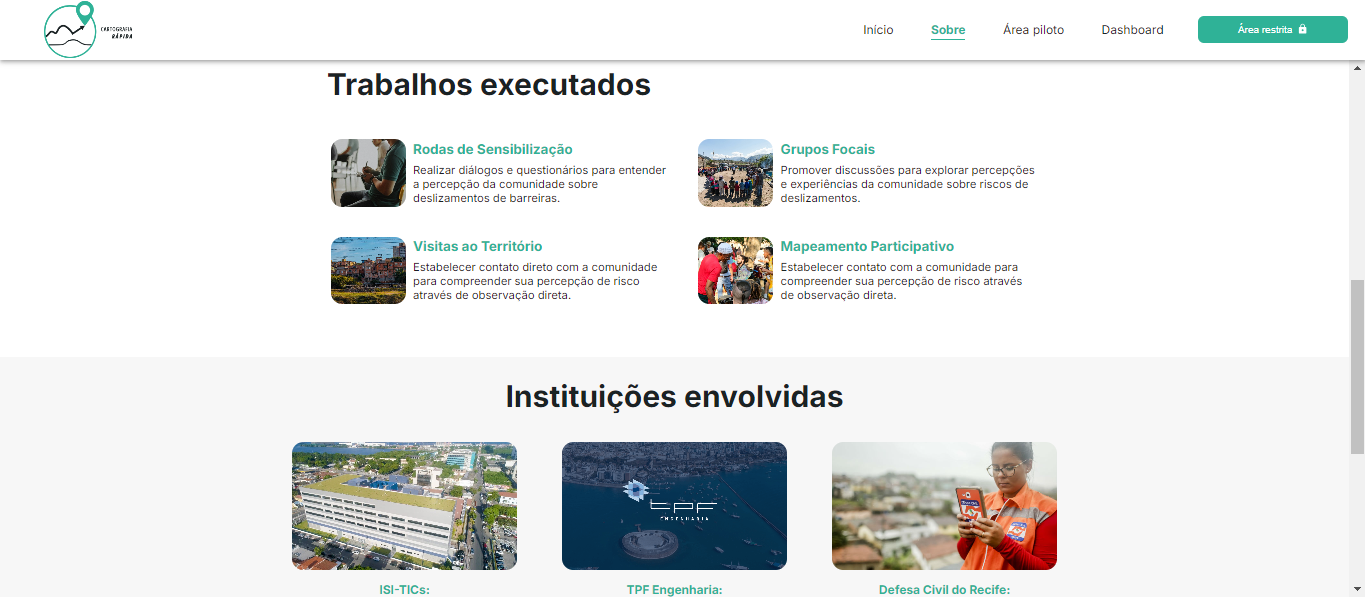 CARTOGRAFIA
RÁPIDA
Início
Sobre
Área piloto
Dashboard
Área restrita
Trabalhos executados
Rodas de Sensibilização
Realizar diálogos e questionários para entender
a percepção da comunidade sobre
deslizamentos de barreiras.
Grupos Focais
Promover discussões para explorar percepções
e experiências da comunidade sobre riscos de
deslizamentos.
Visitas ao Território
Estabelecer contato direto com a comunidade
para compreender sua percepção de risco
através de observação direta.
Mapeamento Participativo
Estabelecer contato com a comunidade para
compreender sua percepção de risco através
de observação direta.
Instituições envolvidas
tpf
ENGENHARIA
ISI-TICs:
TPF Engenharia:
Defesa Civil do Recife: